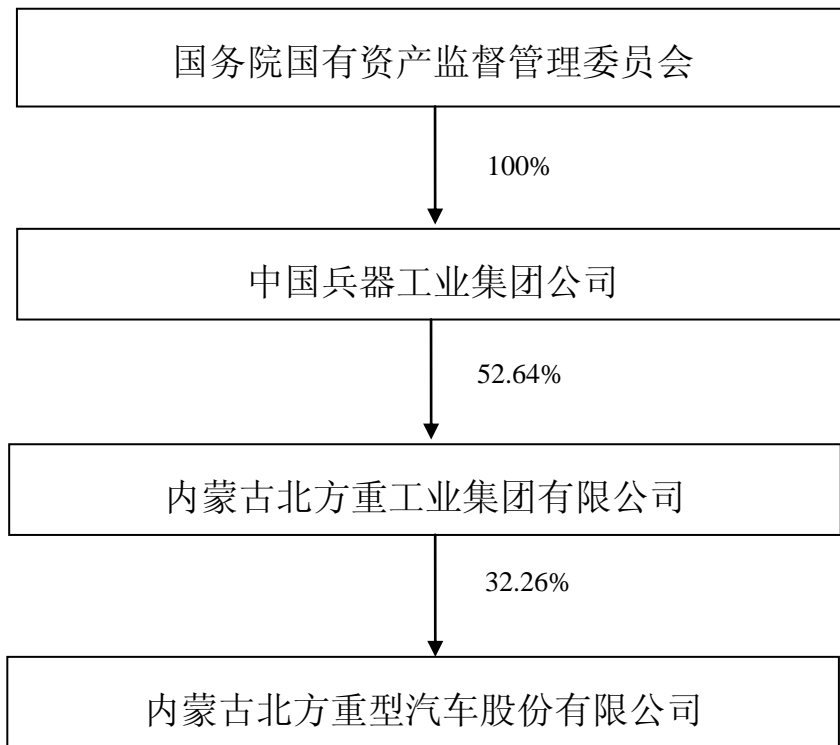 国务院国有资产监督管理委员会
100%
中国兵器工业集团公司
52.64%
内蒙古北方重工业集团有限公司
32.26%
内蒙古北方重型汽车股份有限公司